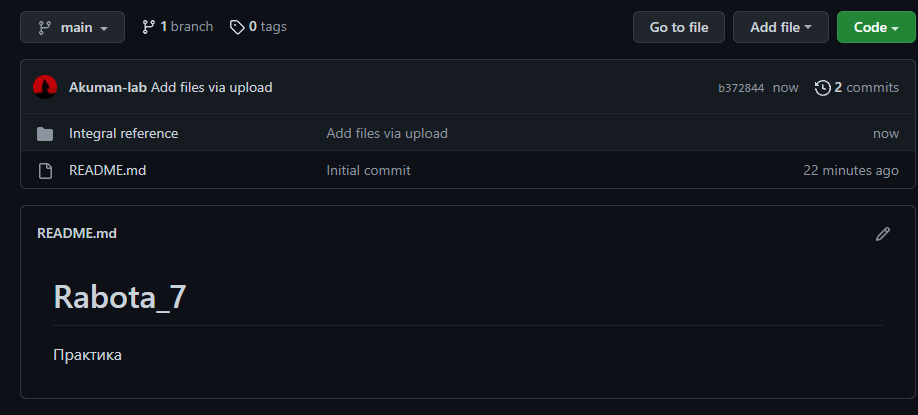 main 1 branch 0 tags Go to file Add file Code
Akuman-lab Add files via upload b372844 now 2 commits
Integral reference Add files via upload now
README.md Initial commit 22 minutes ago
README.md
Rabota_7
Практика